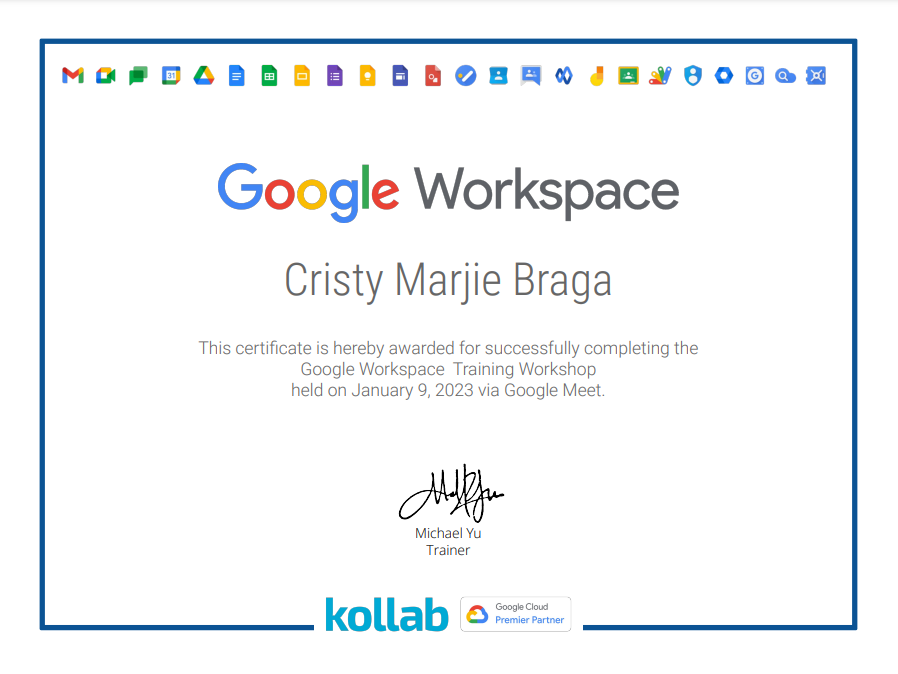 31
Google Workspace
Cristy Marjie Braga
This certificate is hereby awarded for successfully completing the
Google Workspace Training Workshop
held on January 9, 2023 via Google Meet.
Michael Yu
Trainer
kollab
Google Cloud
Premier Partner